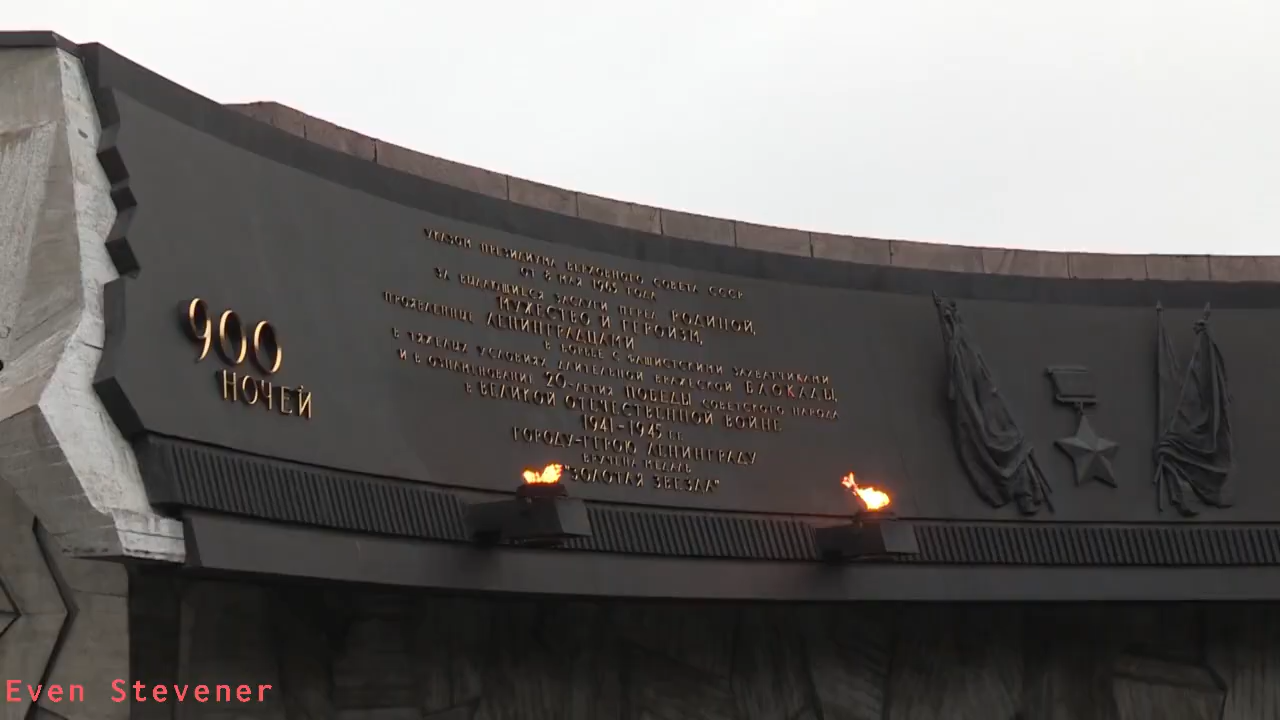 900
НОЧЕЙ
УКАЗОМ ПРЕЗИДИУМА ВЕРХОВНОГО СОВЕТА СССР
ОТ 8 МАЯ 1965 ГОДА
ЗА ВЫДАЮЩИЕСЯ ЗАСЛУГИ ПЕРЕД РОДИНОЙ,
МУЖЕСТВО И ГЕРОИЗМ,
ПРОЯВЛЕННЫЕ ЛЕНИНГРАДЦАМИ
В БОРЬБЕ С ФАШИСТСКИМИ ЗАХВАТЧИКАМИ
В ТЯЖЕЛЫХ УСЛОВИЯХ ДЛИТЕЛЬНОЙ ВРАЖЕСКОЙ БЛОКАДЫ,
И В ОЗНАМЕНОВАНИЕ 20-ЛЕТИЯ ПОБЕДЫ СОВЕТСКОГО НАРОДА
В ВЕЛИКОЙ ОТЕЧЕСТВЕННОЙ ВОЙНЕ
1941-1945 ГГ.
ГОРОДУ-ГЕРОЮ ЛЕНИНГРАДУ
ВРУЧЕНА МЕДАЛЬ
"ЗОЛОТАЯ ЗВЕЗДА"
Even Stevener